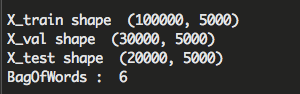 X_train shape  (100000, 5000)
X_val shape  (30000, 5000)
X_test shape  (20000, 5000)
BagOfWords :  6